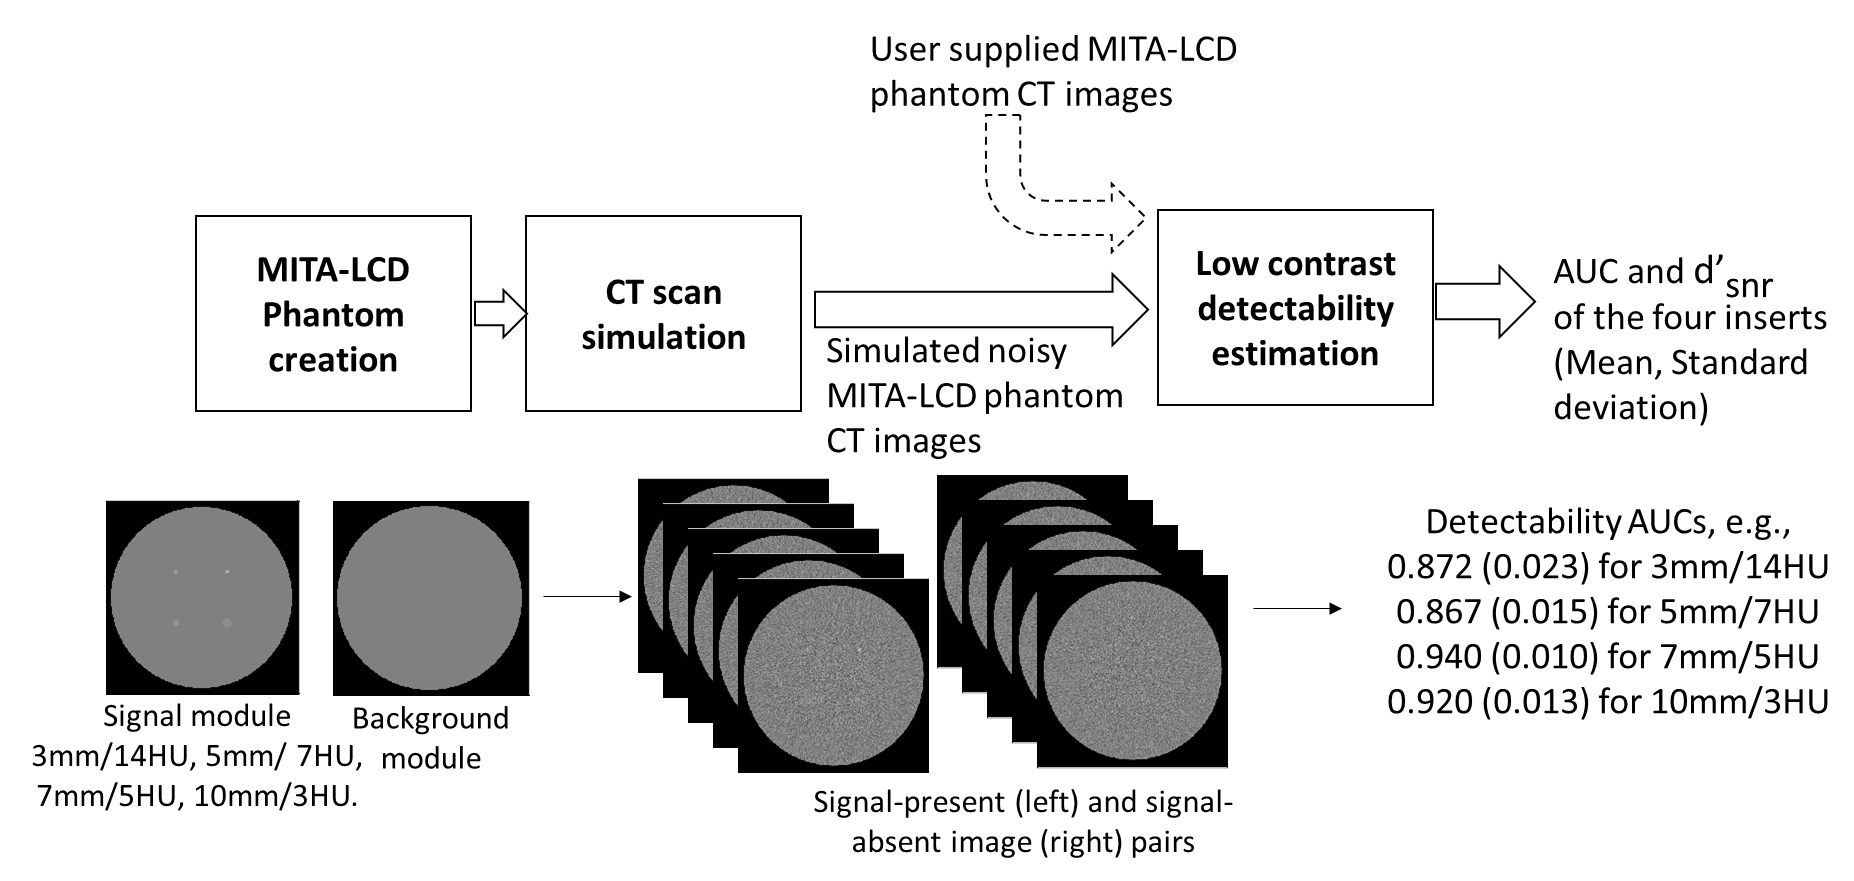 User supplied MITA-LCD
phantom CT images
MITA-LCD
Phantom
creation
CT scan
simulation
Simulated noisy
MITA-LCD phantom
CT images
Low contrast
detectability
estimation
AUC and d’snr
of the four inserts
(Mean, Standard
deviation)
Signal module
3mm/14HU, 5mm/ 7HU,
7mm/5HU, 10mm/3HU.
Background
module
Signal-present (left) and signal-
absent image (right) pairs
Detectability AUCs, e.g.,
0.872 (0.023) for 3mm/14HU
0.867 (0.015) for 5mm/7HU
0.940 (0.010) for 7mm/5HU
0.920 (0.013) for 10mm/3HU